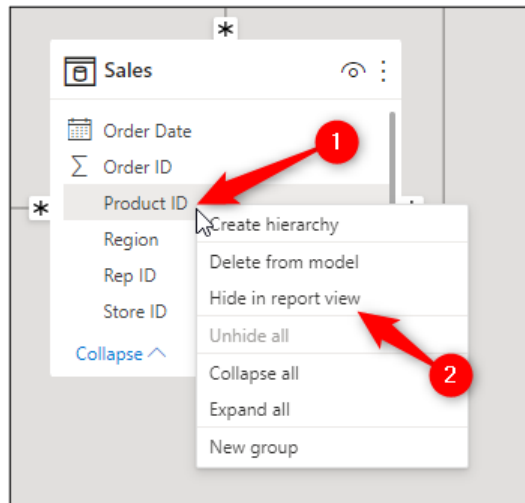 *
Sales
Order Date
1
Σ Order ID
*
Product ID
Create hierarchy
Region
Delete from model
Rep ID
Hide in report view
Store ID
Unhide all
Collapse
2
Collapse all
Expand all
New group